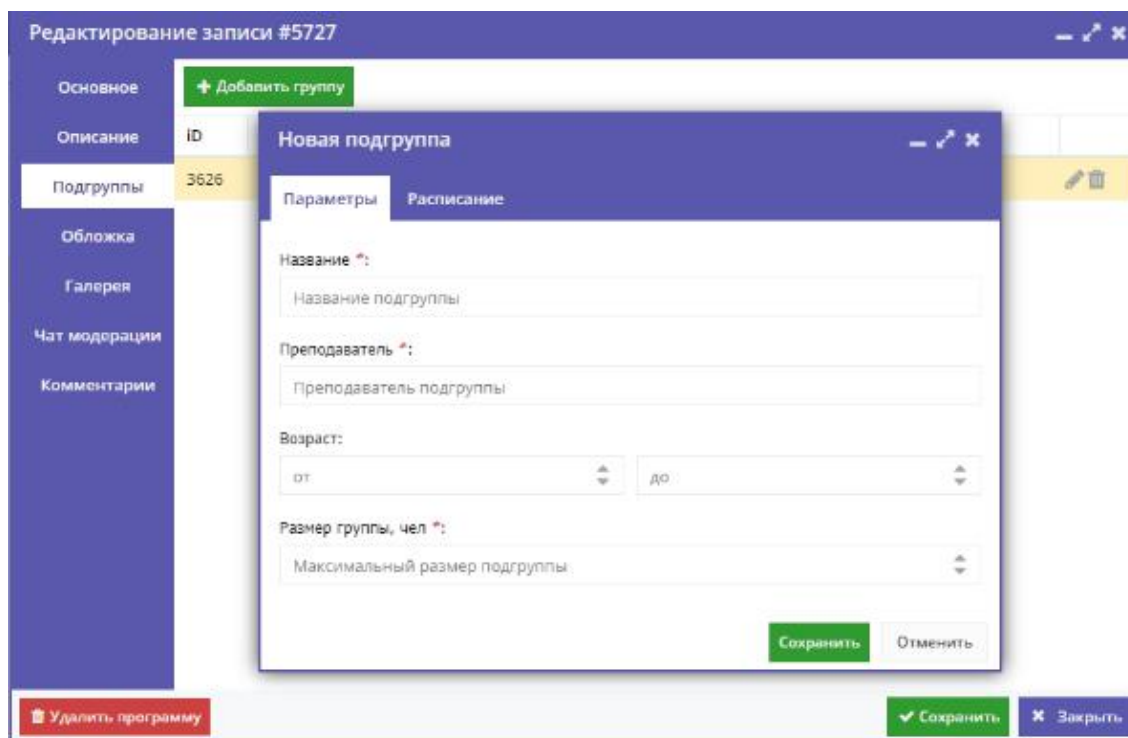 Редактирование записи #5727
Основное
+ Добавить группу
Описание
iD
Новая подгруппа
Подгруппы
3626
Параметры Расписание
Обложка
Название *:
Галерея
Название подгруппы
Чат модерации
Преподаватель *:
Комментарии
Преподаватель подгруппы
Возраст:
от до
Размер группы, чел *:
Максимальный размер подгруппы
Сохранить Отменить
Удалить программу Сохранить Закрыть